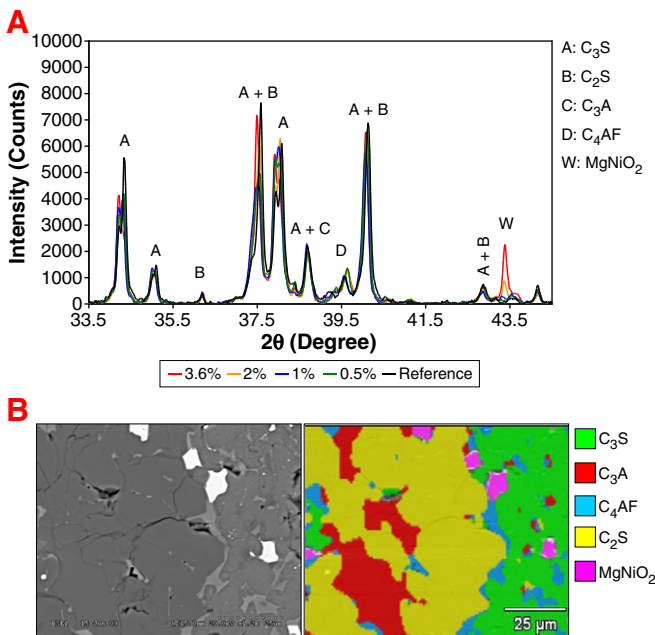 A
10000
9000
8000
7000
6000
5000
4000
3000
2000
1000
0
Intensity (Counts)
A
A
B
A + B
A
A + C
D
A + B
A + B
W
33.5
35.5
37.5
39.5
41.5
43.5
2θ (Degree)
A: C₃S
B: C₂S
C: C₃A
D: C₄AF
W: MgNiO₂
3.6% 2% 1% 0.5% Reference
B
25 µm
C₃S
C₃A
C₄AF
C₂S
MgNiO₂